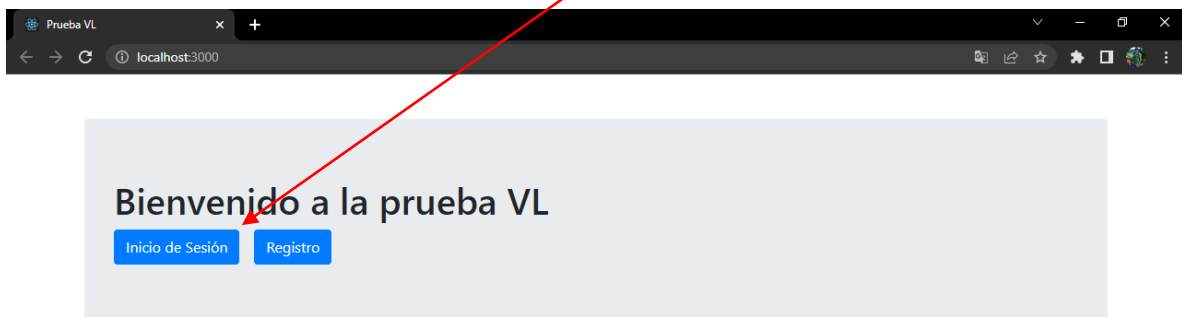 Prueba VL
localhost:3000
Bienvenido a la prueba VL
Inicio de Sesión Registro